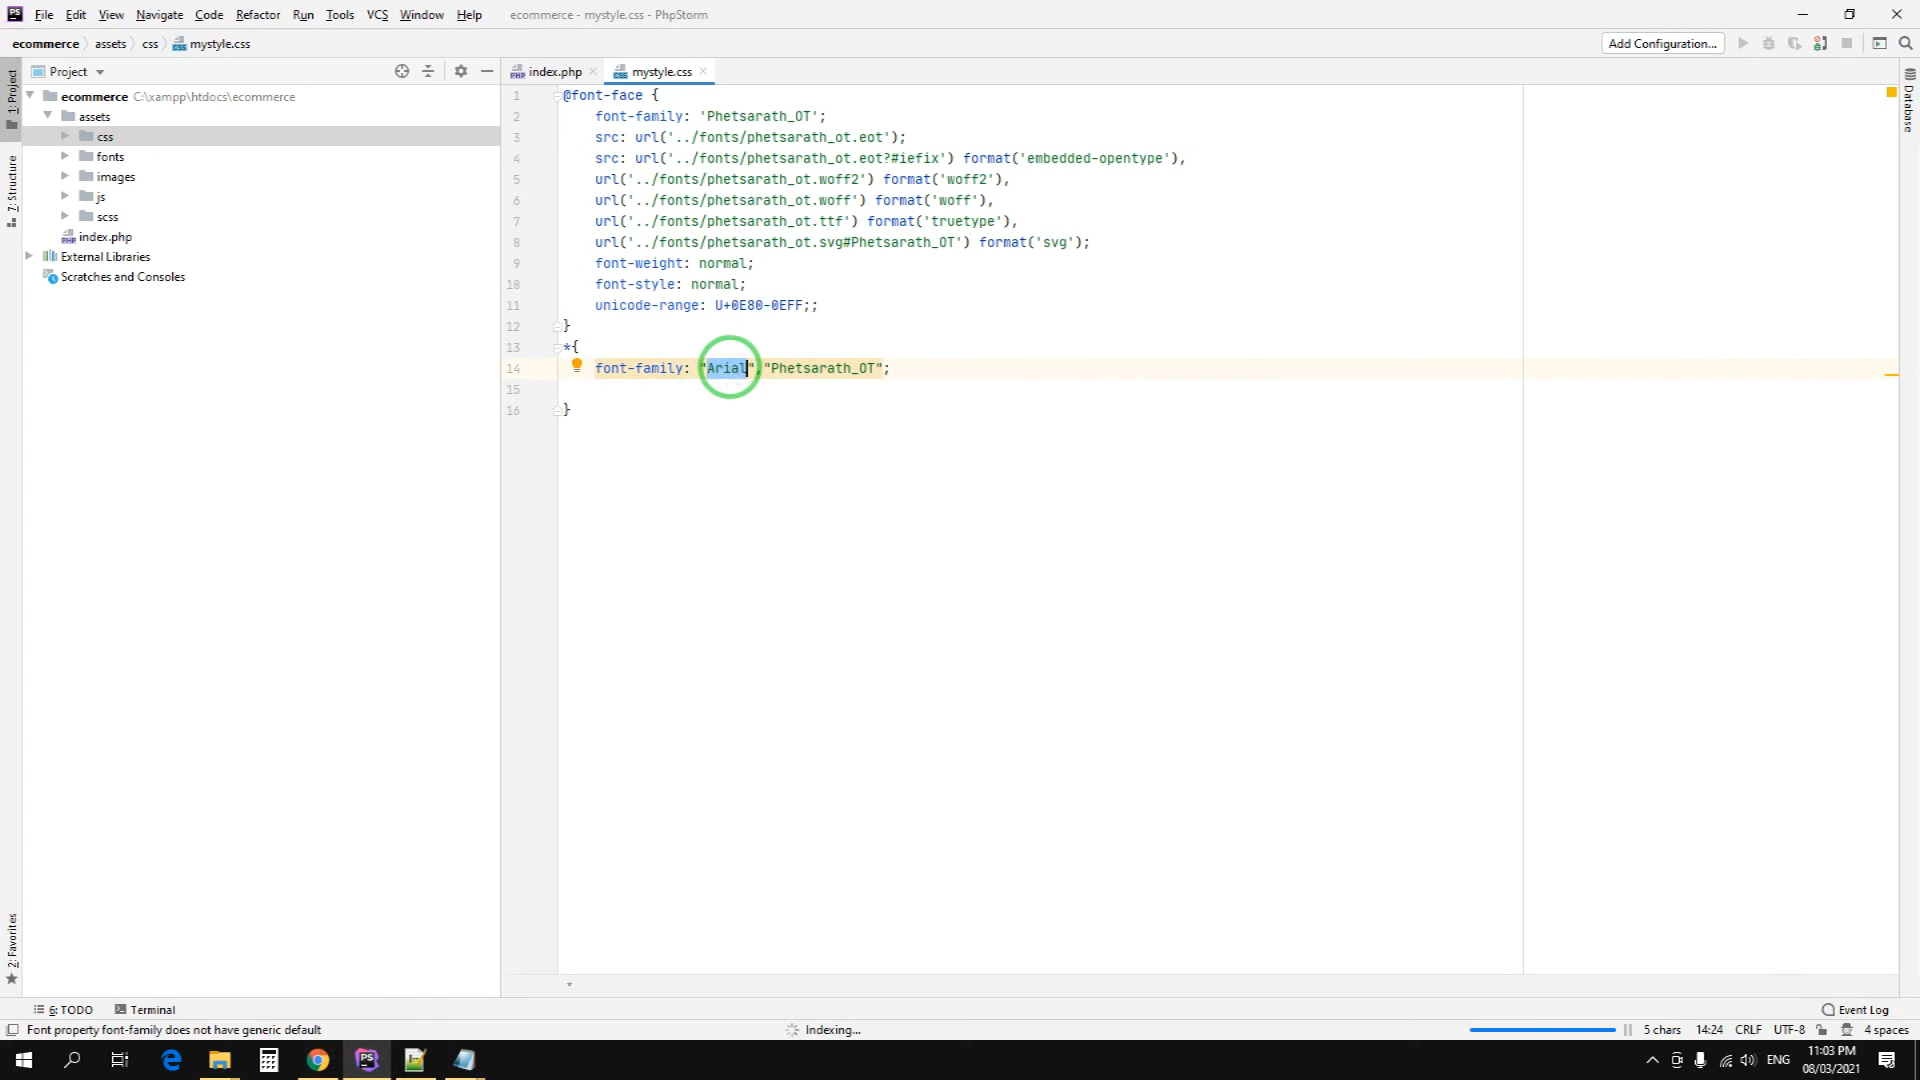 PS File Edit View Navigate Code Refactor Run Tools VCS Window Help ecommerce - mystyle.css - PhpStorm
ecommerce assets css mystyle.css Add Configuration...
1: Project
Project
index.php mystyle.css
Database
ecommerce C:\xampp\htdocs\ecommerce
assets
css
fonts
images
js
scss
index.php
External Libraries
Scratches and Consoles
7: Structure
2: Favorites
1 @font-face {
2 font-family: 'Phetsarath_OT';
3 src: url('../fonts/phetsarath_ot.eot');
4 src: url('../fonts/phetsarath_ot.eot?#iefix') format('embedded-opentype'),
5 url('../fonts/phetsarath_ot.woff2') format('woff2'),
6 url('../fonts/phetsarath_ot.woff') format('woff'),
7 url('../fonts/phetsarath_ot.ttf') format('truetype'),
8 url('../fonts/phetsarath_ot.svg#Phetsarath_OT') format('svg');
9 font-weight: normal;
10 font-style: normal;
11 unicode-range: U+0E80-0EFF;;
12 }
13 *{
14 font-family: "Arial","Phetsarath_OT";
15
16 }
*
6: TODO Terminal Event Log
Font property font-family does not have generic default Indexing... 5 chars 14:24 CRLF UTF-8 4 spaces
PS ENG 11:03 PM
08/03/2021